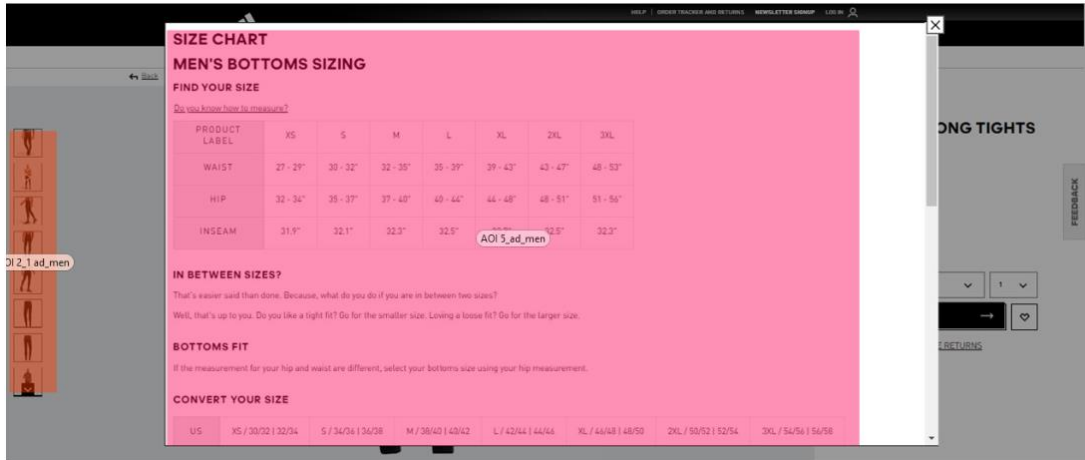 HELP | ORDER TRACKER AND RETURNS NEWSLETTER SIGNUP LOG IN
Back
SIZE CHART
MEN'S BOTTOMS SIZING
FIND YOUR SIZE
Do you know how to measure?
PRODUCT LABEL XS S M L XL 2XL 3XL
WAIST 27 - 29" 30 - 32" 32 - 35" 35 - 39" 39 - 43" 43 - 47" 48 - 53"
HIP 32 - 34" 35 - 37" 37 - 40" 40 - 44" 44 - 48" 48 - 51" 51 - 56"
INSEAM 31.9" 32.1" 32.3" 32.5" 32.5" 32.3"
AOI 5_ad_men
OI 2_1 ad_men
IN BETWEEN SIZES?
That's easier said than done. Because, what do you do if you are in between two sizes?
Well, that's up to you. Do you like a tight fit? Go for the smaller size. Loving a loose fit? Go for the larger size.
BOTTOMS FIT
If the measurement for your hip and waist are different, select your bottoms size using your hip measurement.
CONVERT YOUR SIZE
US XS / 30/32 | 32/34 S / 34/36 | 36/38 M / 38/40 | 40/42 L / 42/44 | 44/46 XL / 46/48 | 48/50 2XL / 50/52 | 52/54 3XL / 54/56 | 56/58
ONG TIGHTS
FEEDBACK
1
E RETURNS